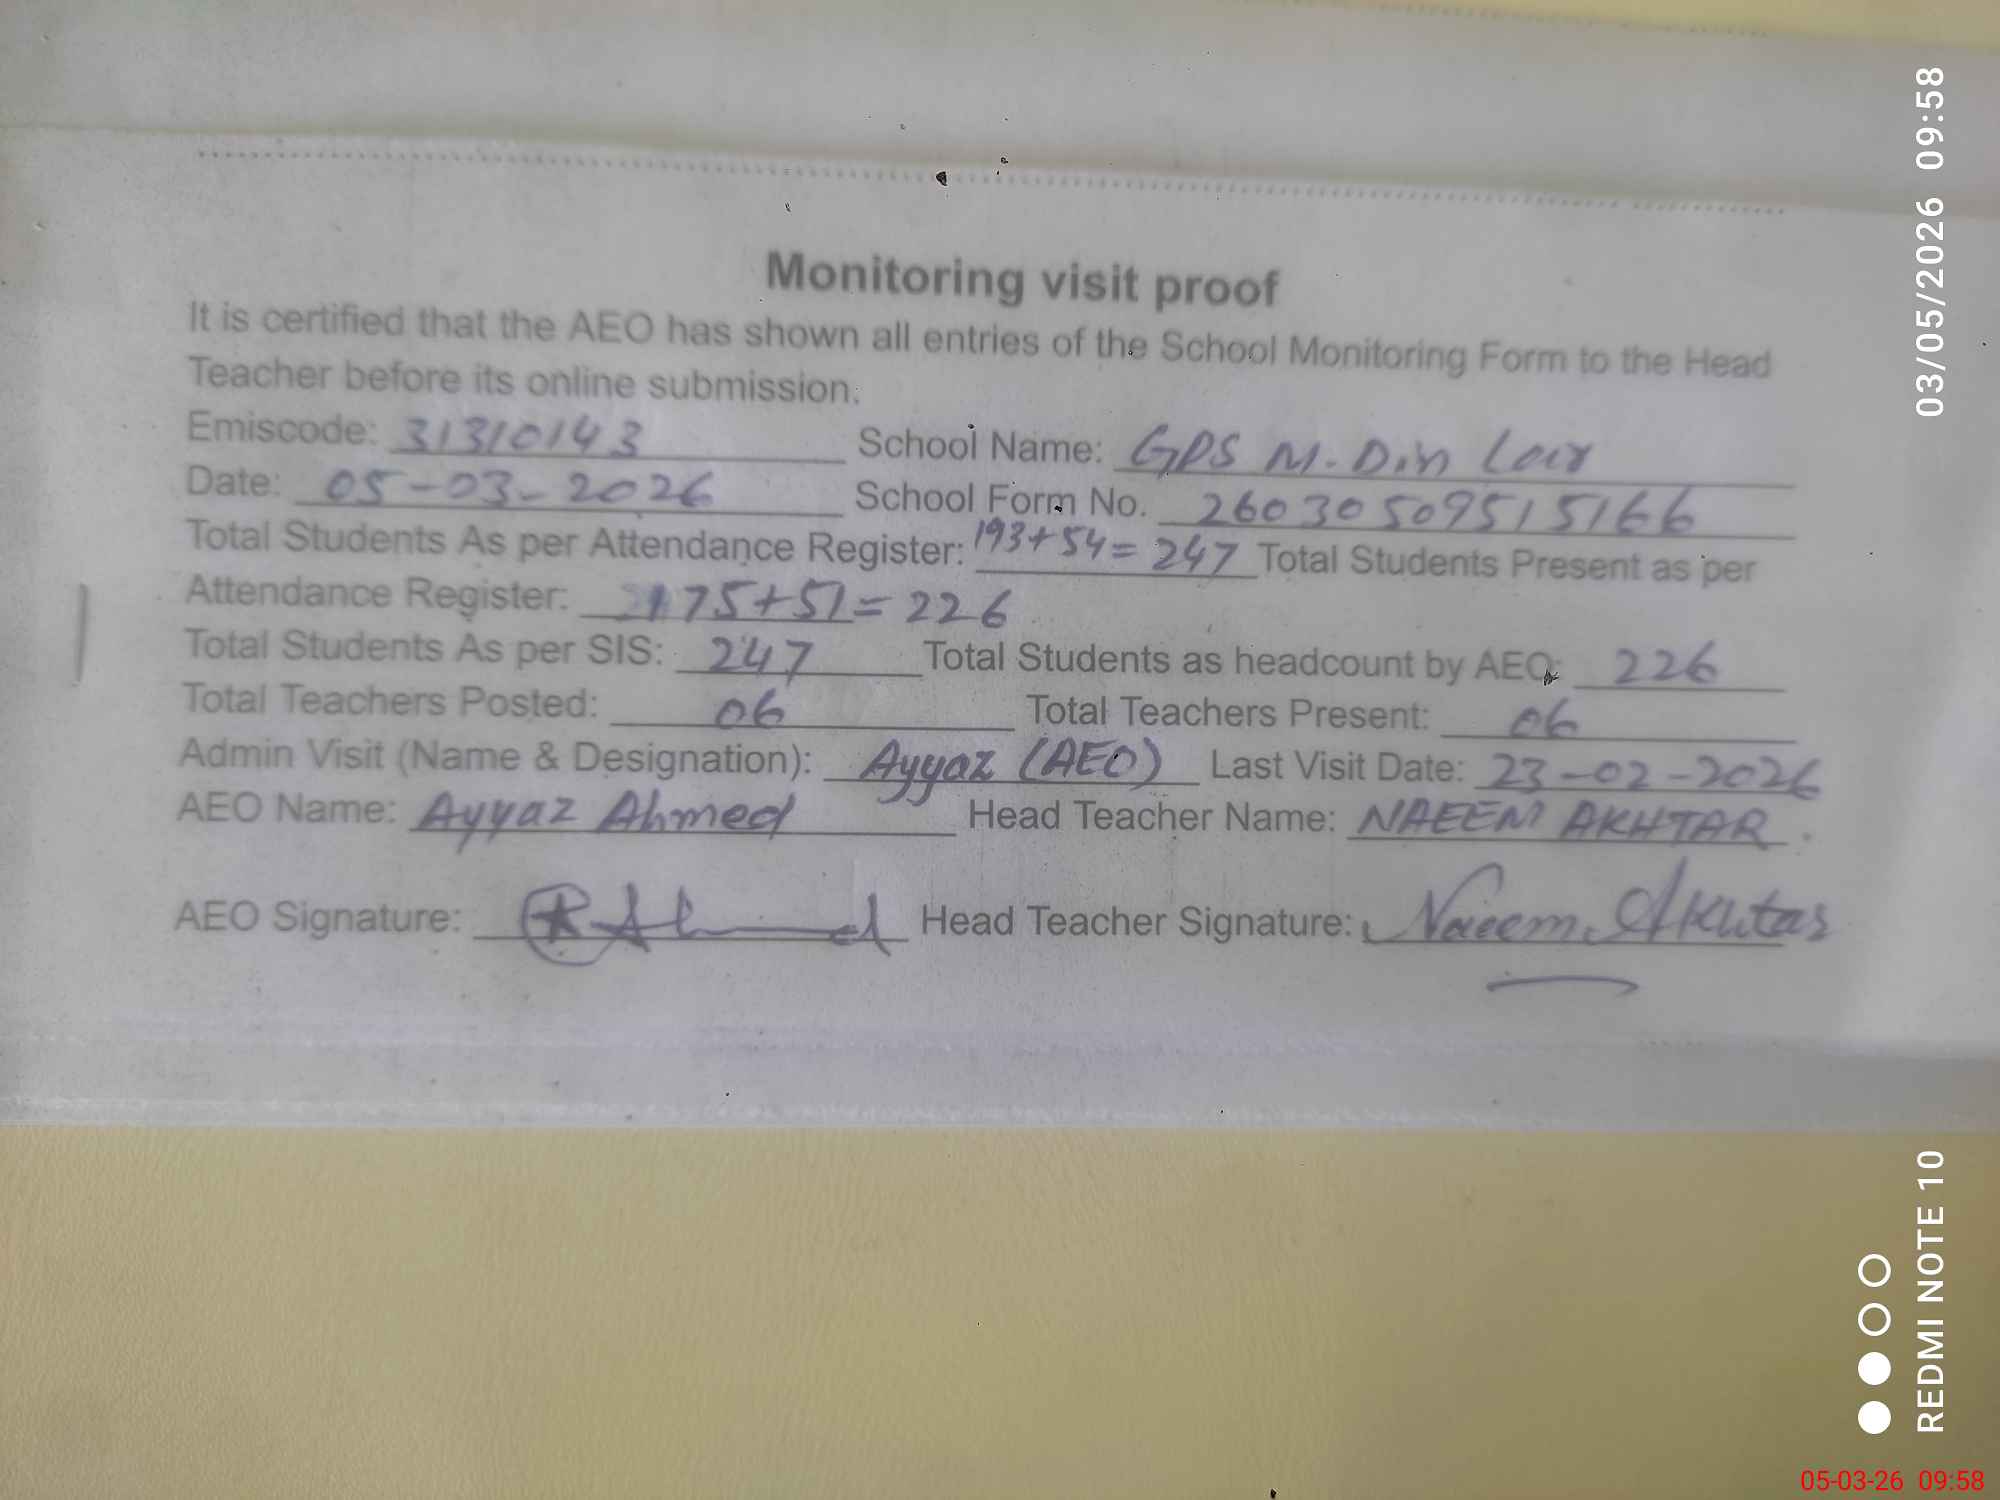 Monitoring visit proof
It is certified that the AEO has shown all entries of the School Monitoring Form to the Head
Teacher before its online submission.
Emiscode: 31310143 School Name: GPS M. Din Lar
Date: 05-03-2026 School Form No. 26030509515166
Total Students As per Attendance Register: 193+54=247 Total Students Present as per
Attendance Register: 175+51=226
Total Students As per SIS: 247 Total Students as headcount by AEO: 226
Total Teachers Posted: 06 Total Teachers Present: 06
Admin Visit (Name & Designation): Ayyaz (AEO) Last Visit Date: 23-02-2026
AEO Name: Ayyaz Ahmed Head Teacher Name: NAEEM AKHTAR.
AEO Signature: Head Teacher Signature: Naeem Akhtar
03/05/2026 09:58
REDMI NOTE 10
05-03-26 09:58